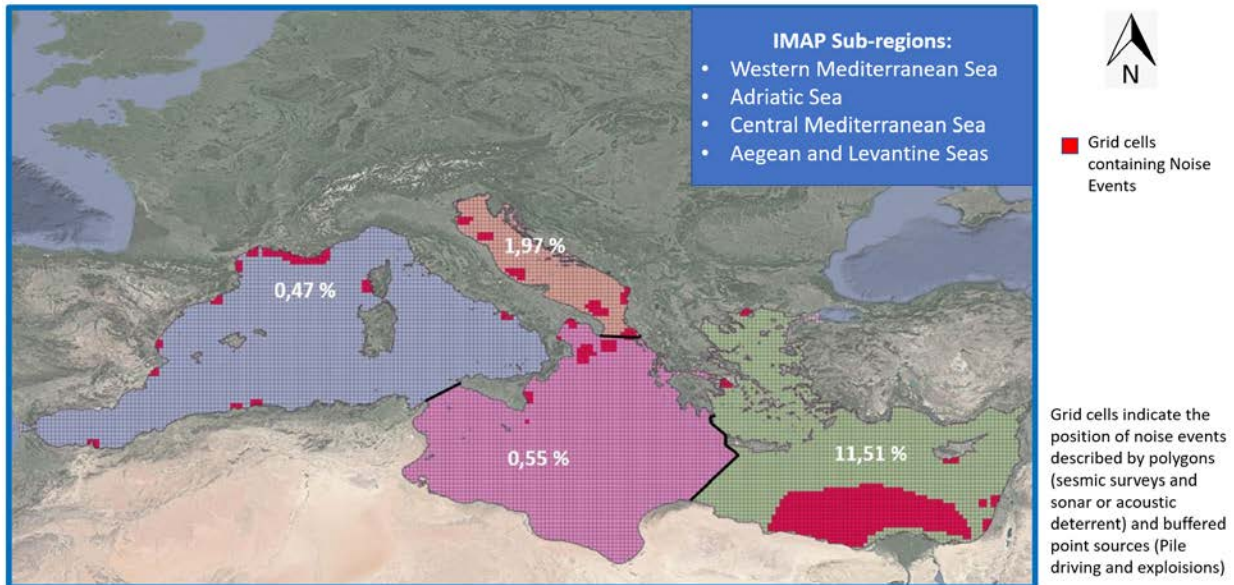 IMAP Sub-regions:
• Western Mediterranean Sea
• Adriatic Sea
• Central Mediterranean Sea
• Aegean and Levantine Seas
N
Grid cells
containing Noise
Events
1,97 %
0,47 %
0,55 %
11,51 %
Grid cells indicate the
position of noise events
described by polygons
(sesmic surveys and
sonar or acoustic
deterrent) and buffered
point sources (Pile
driving and exploisions)